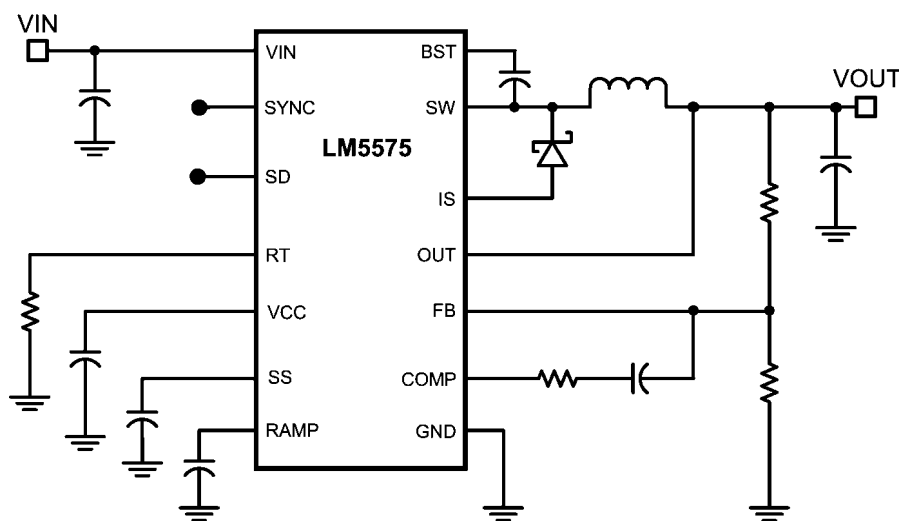 VIN
VOUT
LM5575
VIN
SYNC
SD
RT
VCC
SS
RAMP
BST
SW
IS
OUT
FB
COMP
GND